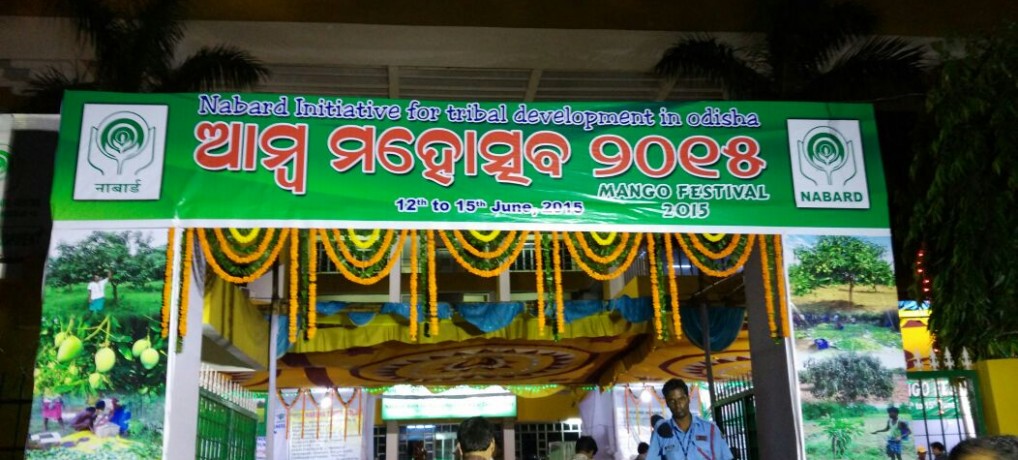 Nabard Initiative for tribal development in odisha
ଆମ୍ବ ମହୋତ୍ସବ ୨୦୧୫
MANGO FESTIVAL
2015
12th to 15th June, 2015
नाबार्ड
NABARD